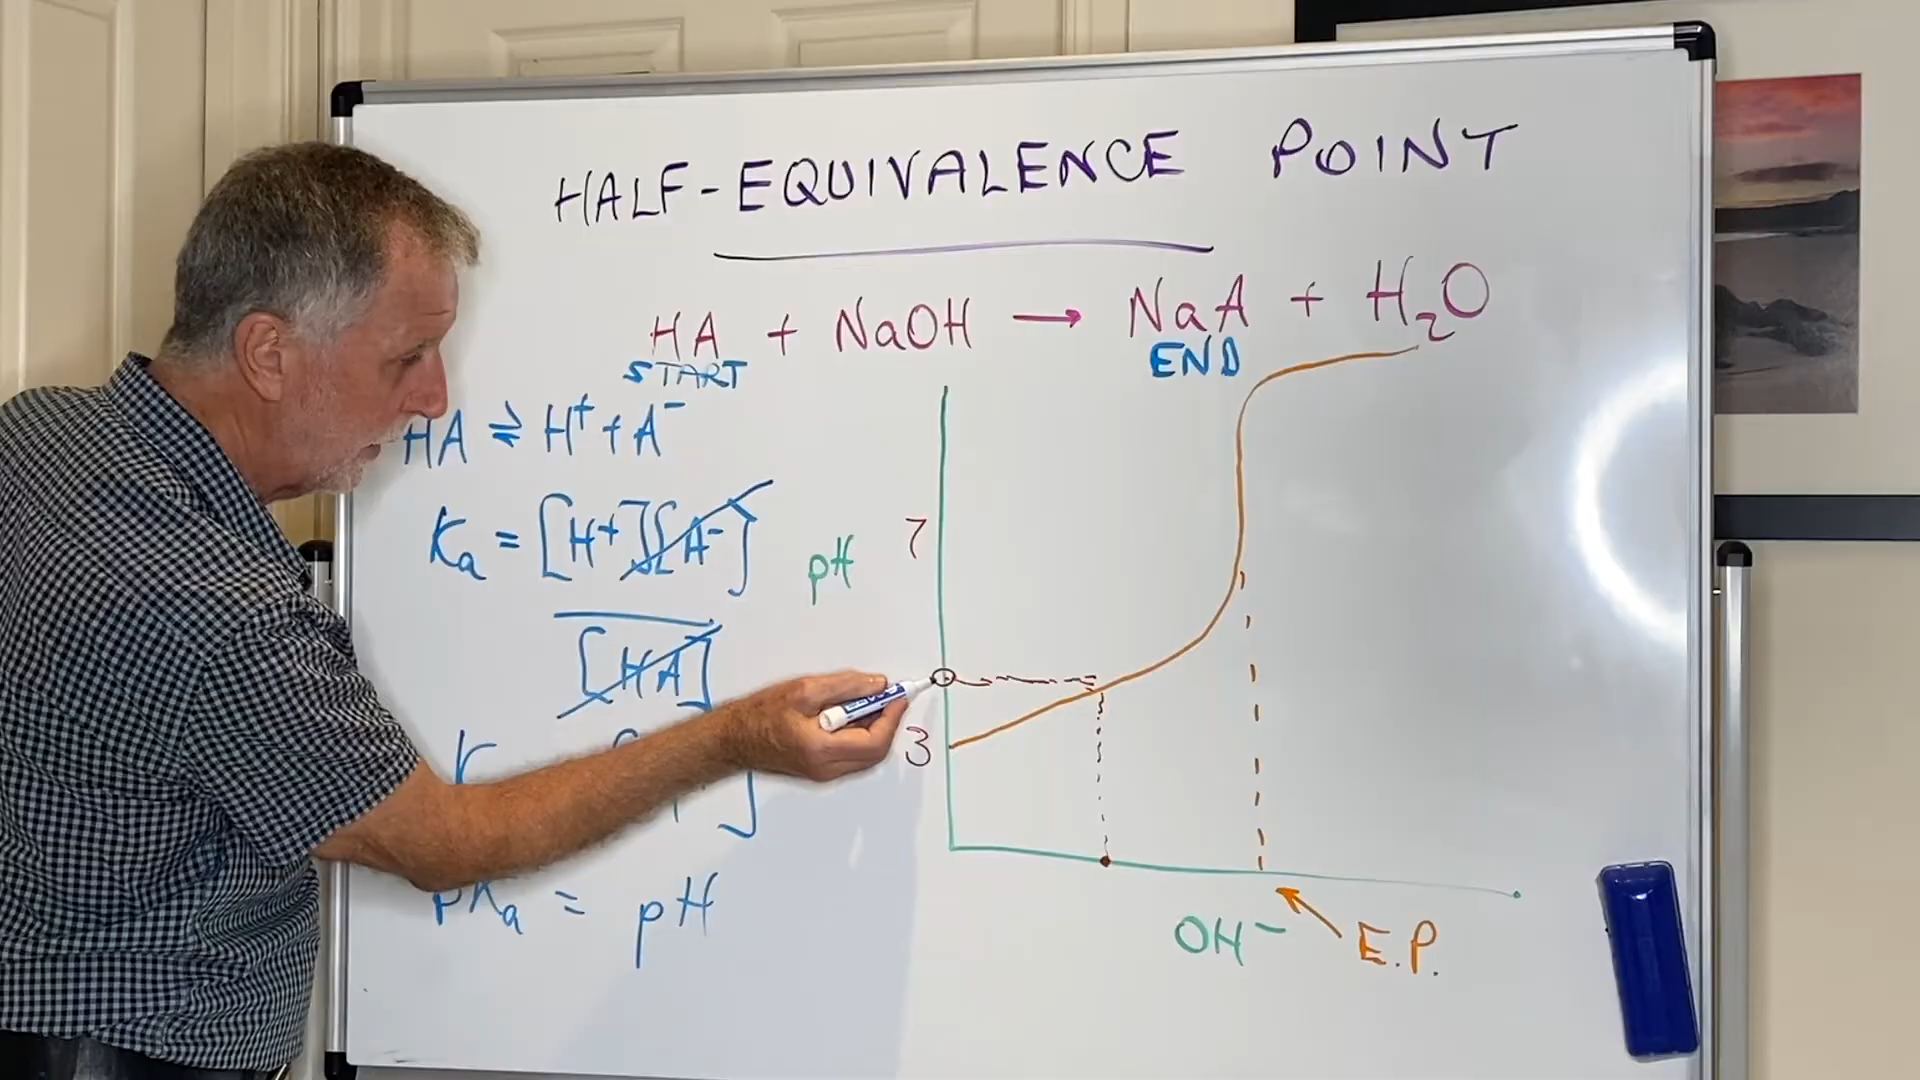 HALF-EQUIVALENCE POINT
HA + NaOH → NaA + H₂O
START END
HA ⇌ H⁺ + A⁻
Ka = [H⁺][A⁻]
[HA]
pH
7
3
K
pKa = pH
OH⁻
E.P.